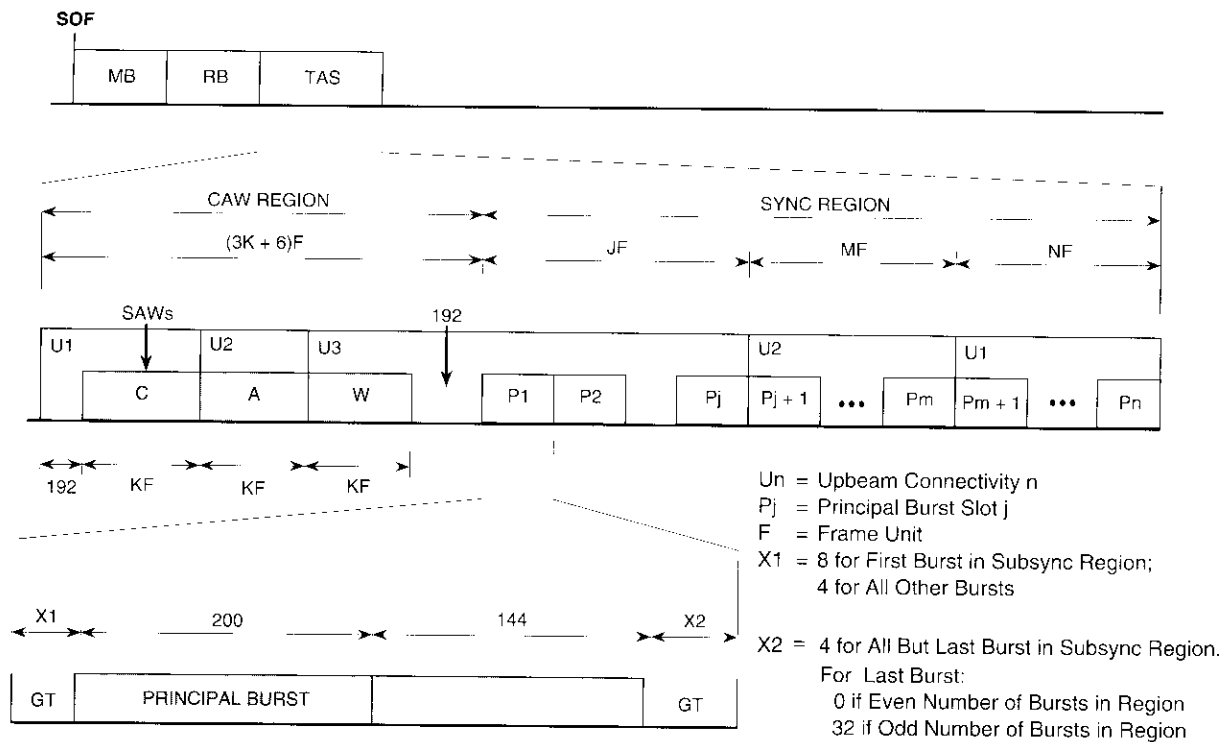 SOF
MB RB TAS
CAW REGION SYNC REGION
(3K + 6)F JF MF NF
SAWs 192
U1 U2 U3 U2 U1
C A W P1 P2 Pj Pj + 1 ••• Pm Pm + 1 ••• Pn
192 KF KF KF
Un = Upbeam Connectivity n
Pj = Principal Burst Slot j
F = Frame Unit
X1 = 8 for First Burst in Subsync Region;
4 for All Other Bursts
X2 = 4 for All But Last Burst in Subsync Region.
For Last Burst:
0 if Even Number of Bursts in Region
32 if Odd Number of Bursts in Region
X1 200 144 X2
GT PRINCIPAL BURST GT